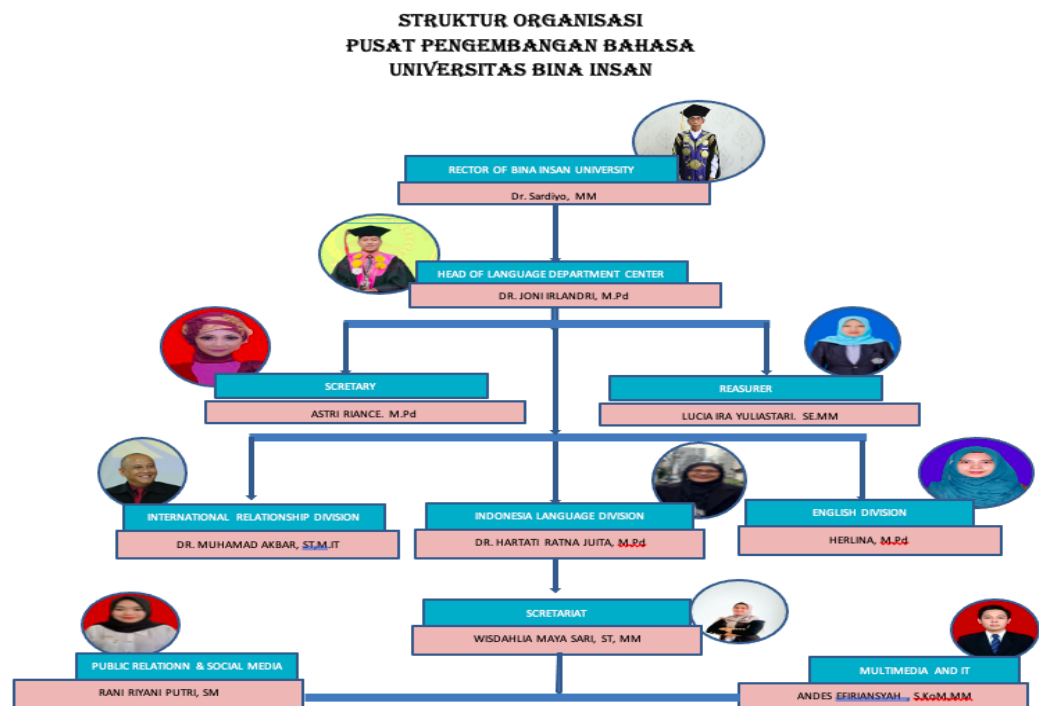 STRUKTUR ORGANISASI
PUSAT PENGEMBANGAN BAHASA
UNIVERSITAS BINA INSAN
RECTOR OF BINA INSAN UNIVERSITY
Dr. Sardiyo, MM
HEAD OF LANGUAGE DEPARTMENT CENTER
DR. JONI IRLANDRI, M.Pd
SCRETARY
ASTRI RIANCE. M.Pd
REASURER
LUCIA IRA YULIASTARI. SE.MM
INTERNATIONAL RELATIONSHIP DIVISION
DR. MUHAMAD AKBAR, ST,M.IT
INDONESIA LANGUAGE DIVISION
DR. HARTATI RATNA JUITA, M.Pd
ENGLISH DIVISION
HERLINA, M.Pd
SCRETARIAT
WISDAHLIA MAYA SARI, ST, MM
PUBLIC RELATIONN & SOCIAL MEDIA
RANI RIYANI PUTRI, SM
MULTIMEDIA AND IT
ANDES EFIRIANSYAH , S.KoM,MM